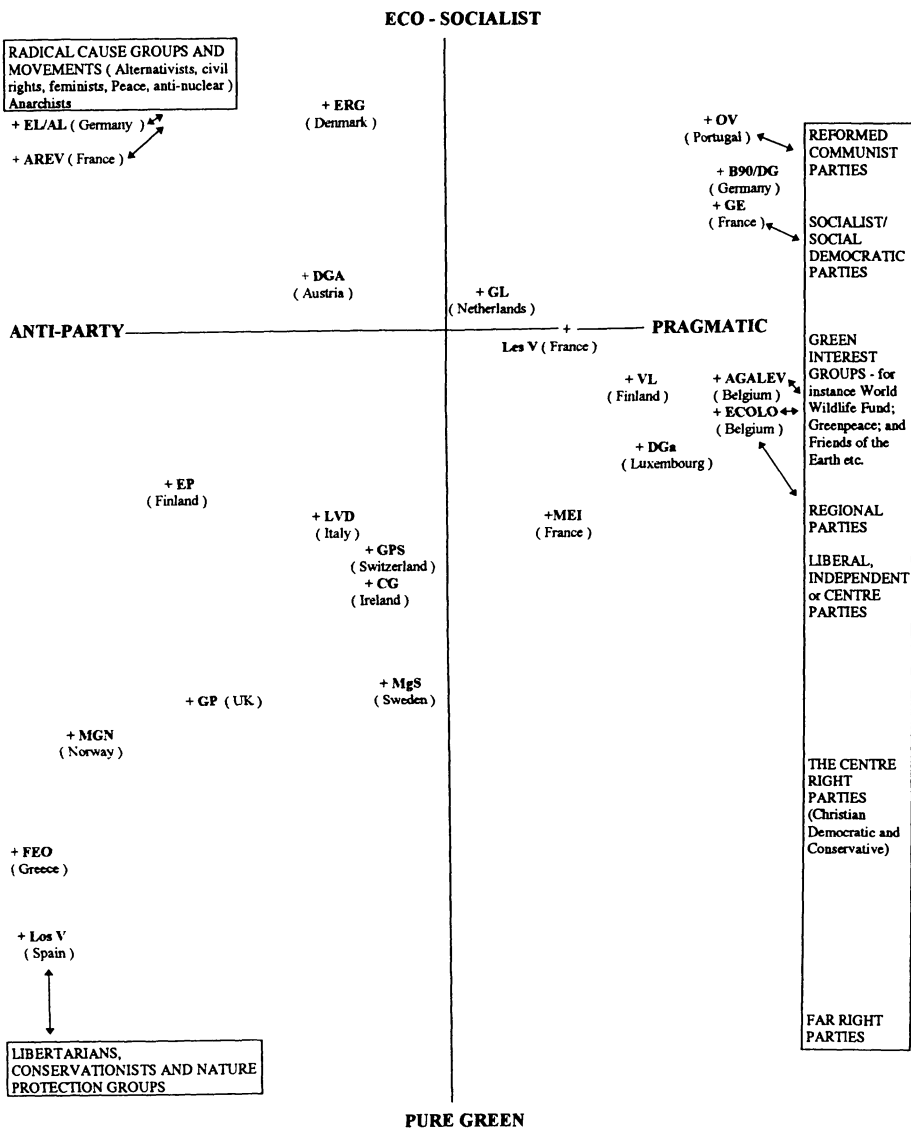 ECO - SOCIALIST
RADICAL CAUSE GROUPS AND
MOVEMENTS ( Alternativists, civil
rights, feminists, Peace, anti-nuclear )
Anarchists
+ EL/AL ( Germany )
+ AREV ( France )
+ ERG
( Denmark )
+ OV
( Portugal )
+ B90/DG
( Germany )
+ GE
( France )
+ DGA
( Austria )
+ GL
( Netherlands )
ANTI-PARTY
+
PRAGMATIC
Les V ( France )
+ VL
( Finland )
+ AGALEV
( Belgium )
+ ECOLO
( Belgium )
+ DGa
( Luxembourg )
+ EP
( Finland )
+ LVD
( Italy )
+MEI
( France )
+ GPS
( Switzerland )
+ CG
( Ireland )
+ GP ( UK )
+ MgS
( Sweden )
+ MGN
( Norway )
+ FEO
( Greece )
+ Los V
( Spain )
LIBERTARIANS,
CONSERVATIONISTS AND NATURE
PROTECTION GROUPS
REFORMED
COMMUNIST
PARTIES
SOCIALIST/
SOCIAL
DEMOCRATIC
PARTIES
GREEN
INTEREST
GROUPS - for
instance World
Wildlife Fund;
Greenpeace; and
Friends of the
Earth etc.
REGIONAL
PARTIES
LIBERAL,
INDEPENDENT
or CENTRE
PARTIES
THE CENTRE
RIGHT
PARTIES
(Christian
Democratic and
Conservative)
FAR RIGHT
PARTIES
PURE GREEN